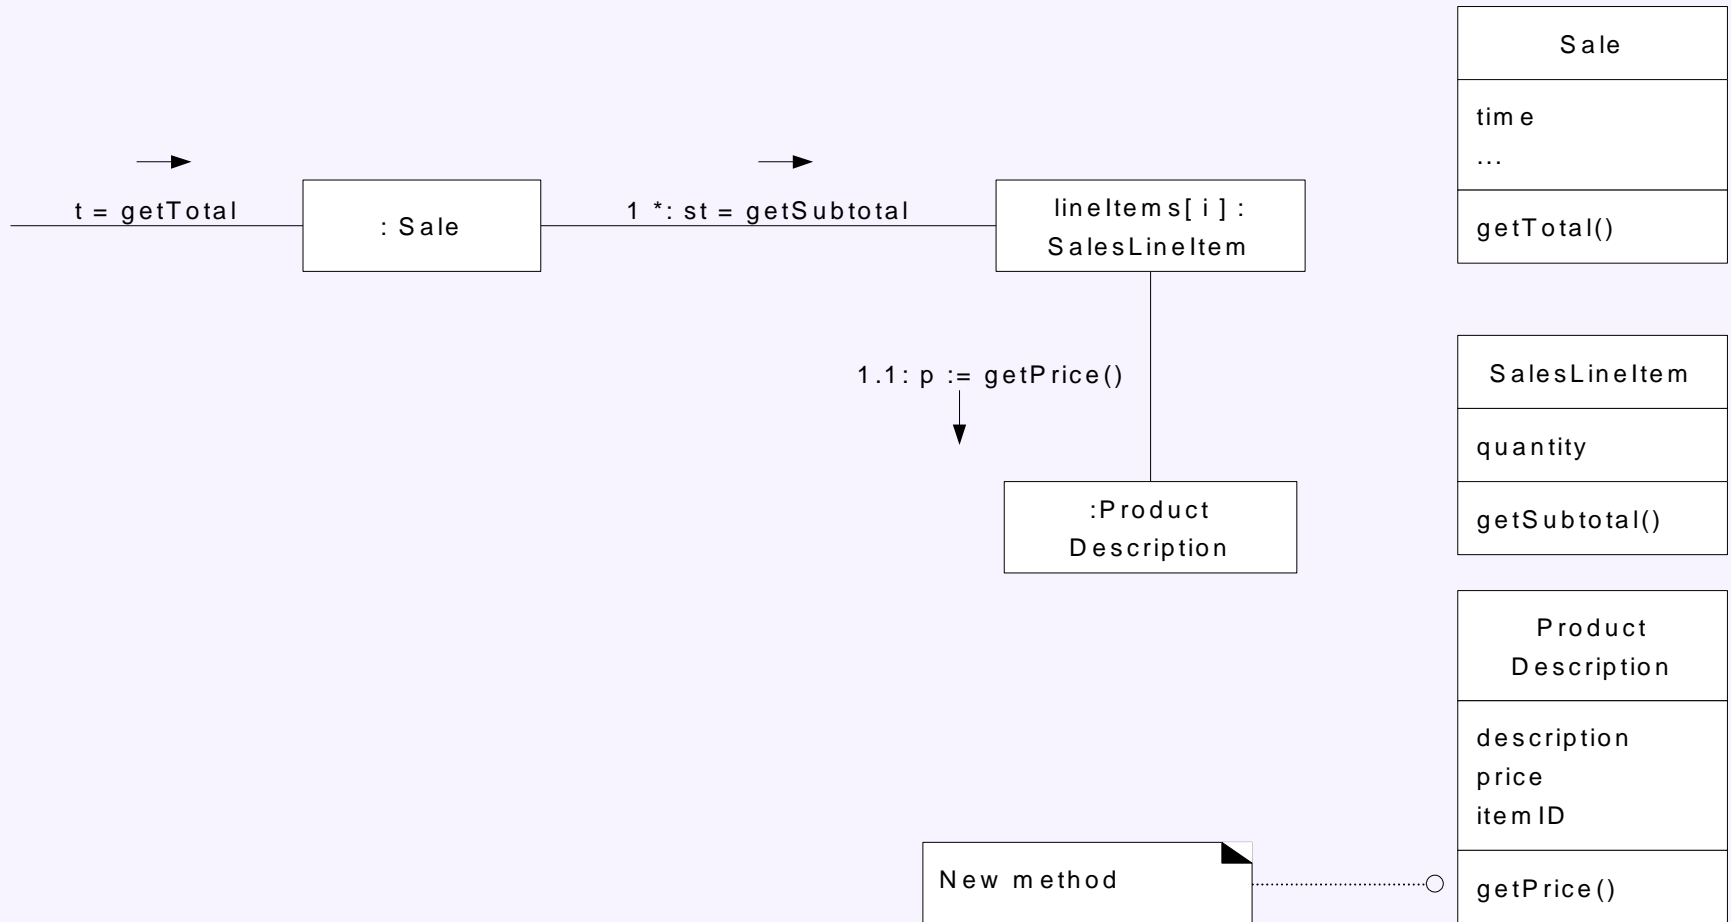 t = getTotal
: Sale
1 *: st = getSubtotal
lineItems[ i ] :
SalesLineItem
1.1: p := getPrice()
:Product
Description
Sale
time
...
getTotal()
SalesLineItem
quantity
getSubtotal()
Product
Description
description
price
itemID
getPrice()
New method